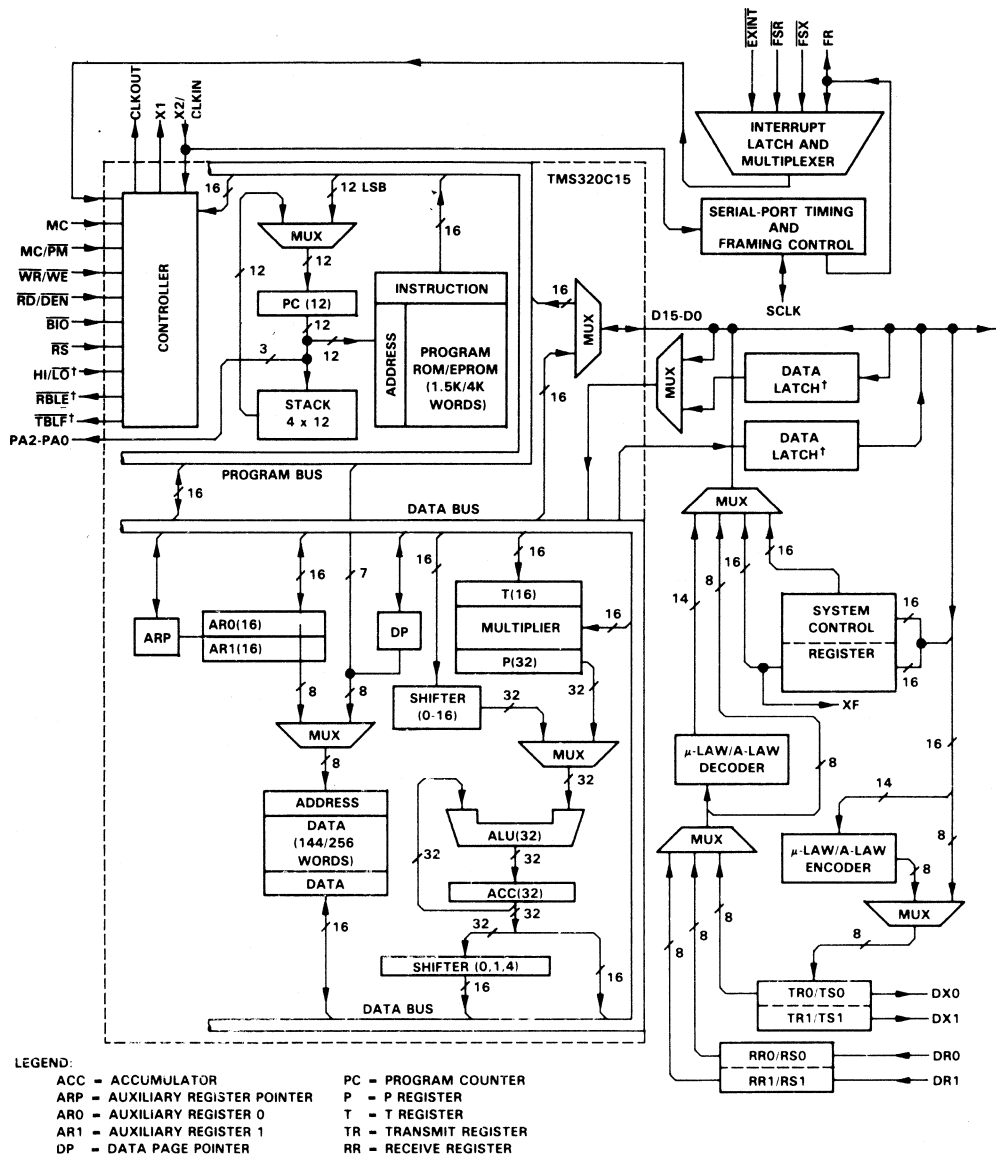 EXINT
FSR
FSX
FR
CLKOUT
X1
X2/
CLKIN
INTERRUPT
LATCH AND
MULTIPLEXER
TMS320C15
16
12 LSB
MC
MC/PM
WR/WE
RD/DEN
BIO
RS
HI/LO†
RBLE†
TBLF†
PA2-PA0
CONTROLLER
MUX
12
12
PC (12)
12
12
3
STACK
4 x 12
16
INSTRUCTION
ADDRESS
PROGRAM
ROM/EPROM
(1.5K/4K
WORDS)
SERIAL-PORT TIMING
AND
FRAMING CONTROL
SCLK
16
MUX
16
D15-D0
MUX
DATA
LATCH†
DATA
LATCH†
PROGRAM BUS
16
DATA BUS
MUX
16
16
8
14
16
7
16
16
T(16)
MULTIPLIER
P(32)
16
ARP
AR0(16)
AR1(16)
DP
8
8
SHIFTER
(0-16)
32
32
MUX
MUX
8
32
ADDRESS
DATA
(144/256
WORDS)
DATA
16
ALU(32)
32
32
ACC(32)
32
32
SHIFTER (0,1,4)
16
16
DATA BUS
SYSTEM
CONTROL
REGISTER
16
16
XF
16
μ-LAW/A-LAW
DECODER
8
14
MUX
μ-LAW/A-LAW
ENCODER
8
8
MUX
8
8
8
8
TR0/TS0
TR1/TS1
DX0
DX1
RR0/RS0
RR1/RS1
DR0
DR1
LEGEND:
ACC = ACCUMULATOR
ARP = AUXILIARY REGISTER POINTER
AR0 = AUXILIARY REGISTER 0
AR1 = AUXILIARY REGISTER 1
DP = DATA PAGE POINTER
PC = PROGRAM COUNTER
P = P REGISTER
T = T REGISTER
TR = TRANSMIT REGISTER
RR = RECEIVE REGISTER